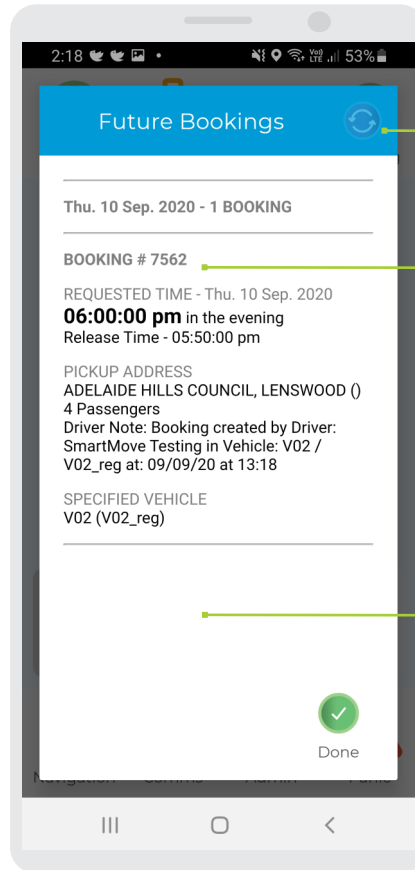 2:18 53%
Future Bookings
Thu. 10 Sep. 2020 - 1 BOOKING
BOOKING # 7562
REQUESTED TIME - Thu. 10 Sep. 2020
06:00:00 pm in the evening
Release Time - 05:50:00 pm
PICKUP ADDRESS
ADELAIDE HILLS COUNCIL, LENSWOOD ()
4 Passengers
Driver Note: Booking created by Driver:
SmartMove Testing in Vehicle: V02 /
V02_reg at: 09/09/20 at 13:18
SPECIFIED VEHICLE
V02 (V02_reg)
Done